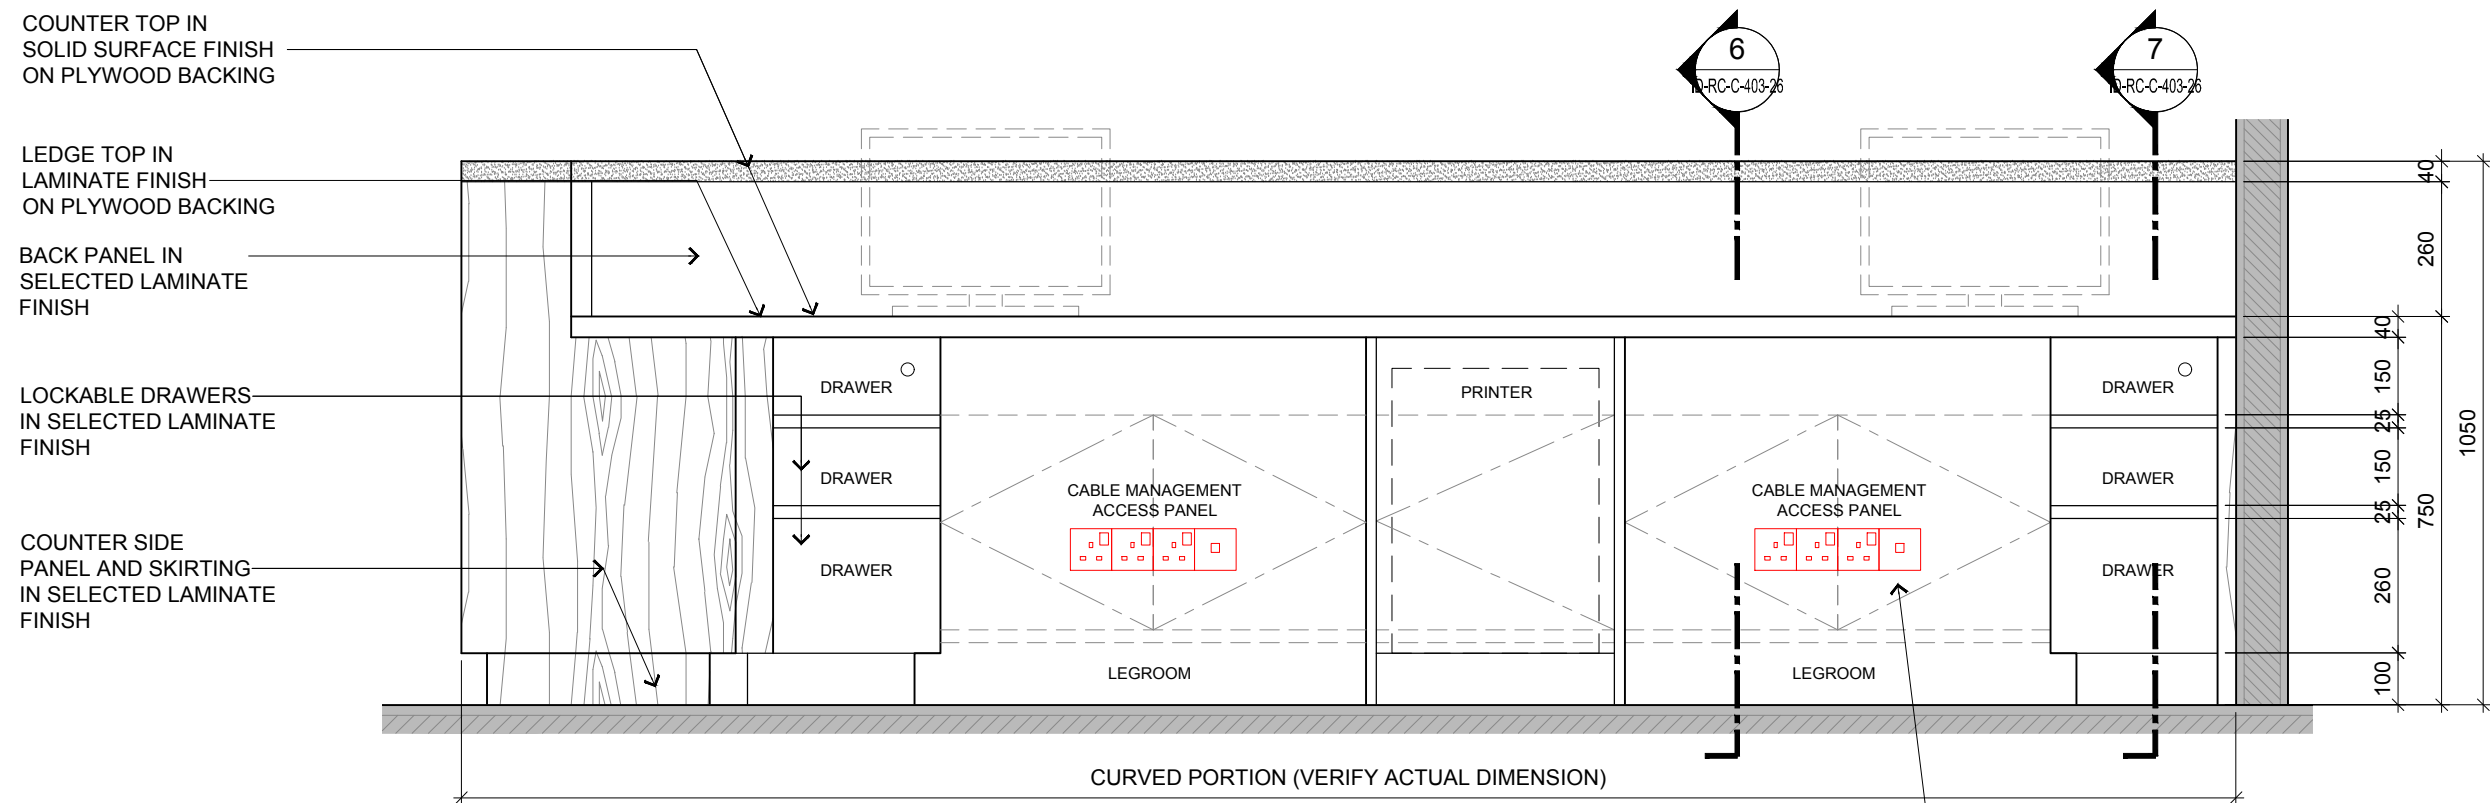 COUNTER TOP IN
SOLID SURFACE FINISH
ON PLYWOOD BACKING
LEDGE TOP IN
LAMINATE FINISH
ON PLYWOOD BACKING
BACK PANEL IN
SELECTED LAMINATE
FINISH
LOCKABLE DRAWERS
IN SELECTED LAMINATE
FINISH
COUNTER SIDE
PANEL AND SKIRTING
IN SELECTED LAMINATE
FINISH
6
ID-RC-C-403-26
7
ID-RC-C-403-26
DRAWER
DRAWER
DRAWER
CABLE MANAGEMENT
ACCESS PANEL
LEGROOM
PRINTER
CABLE MANAGEMENT
ACCESS PANEL
LEGROOM
DRAWER
DRAWER
DRAWER
40
260
40
150
25
150
25
260
100
750
1050
CURVED PORTION (VERIFY ACTUAL DIMENSION)